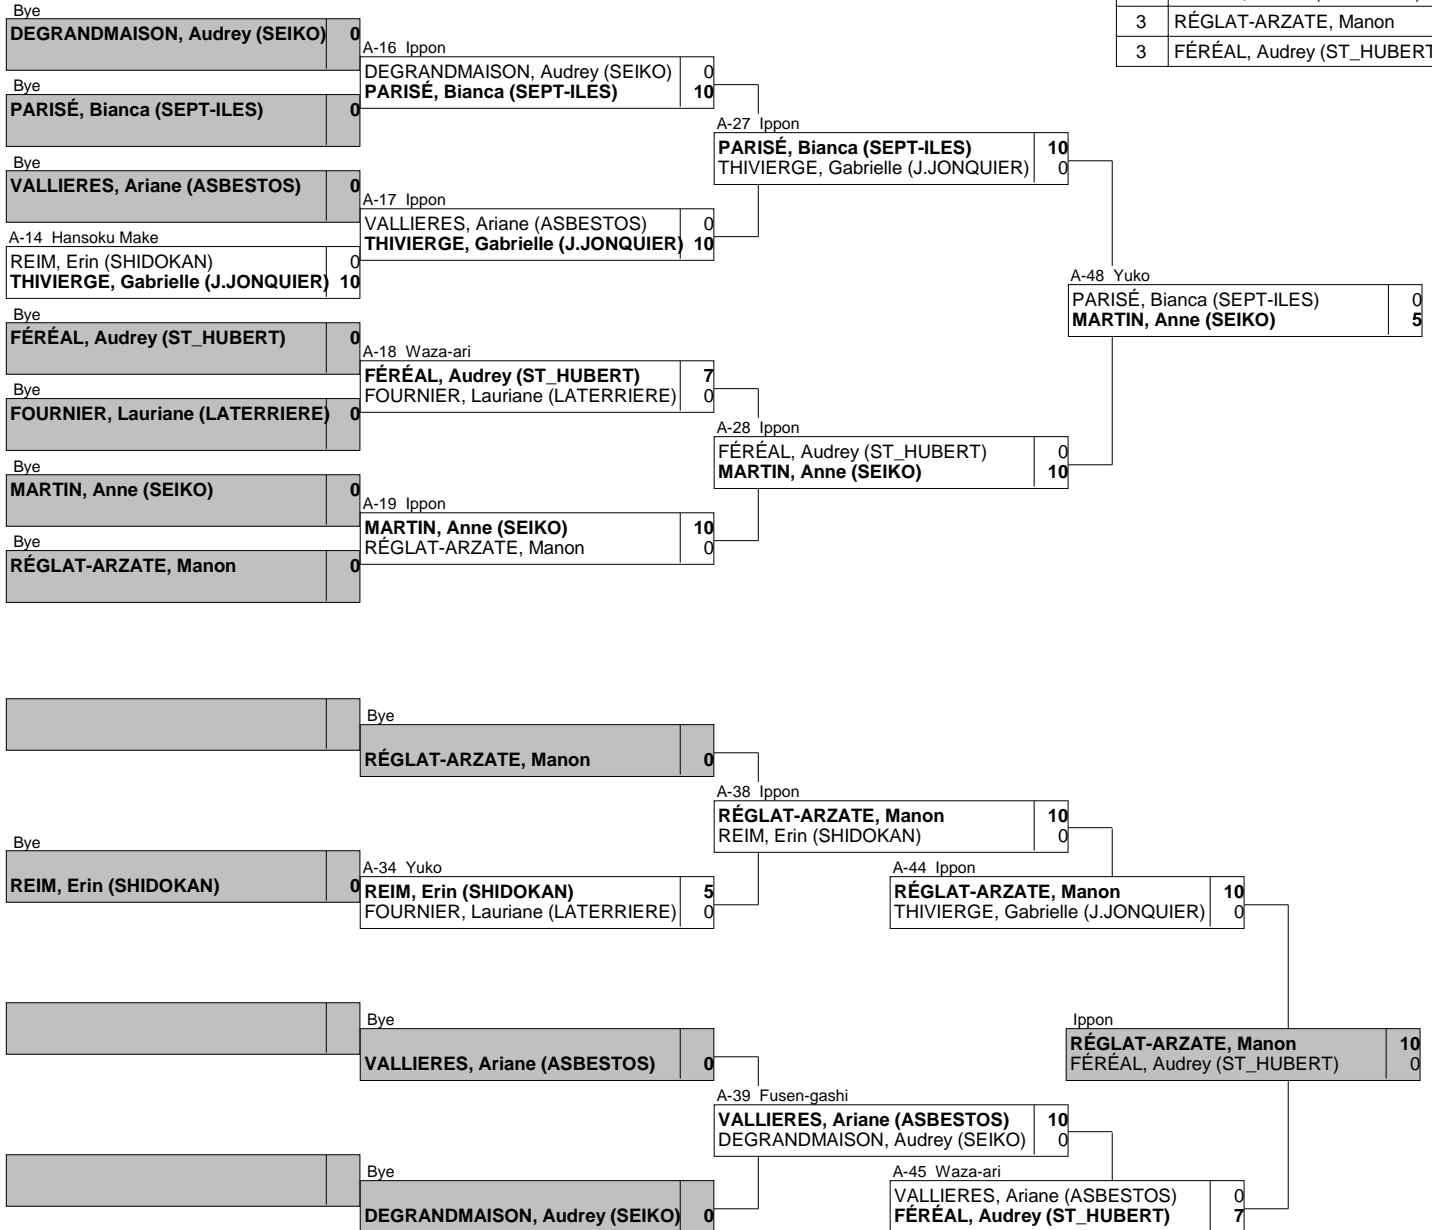 3 RÉGLAT-ARZATE, Manon
3 FÉRÉAL, Audrey (ST_HUBERT
Bye
DEGRANDMAISON, Audrey (SEIKO) 0
Bye
PARISÉ, Bianca (SEPT-ILES) 0
Bye
VALLIERES, Ariane (ASBESTOS) 0
A-14 Hansoku Make
REIM, Erin (SHIDOKAN) 0
THIVIERGE, Gabrielle (J.JONQUIER) 10
Bye
FÉRÉAL, Audrey (ST_HUBERT) 0
Bye
FOURNIER, Lauriane (LATERRIERE) 0
Bye
MARTIN, Anne (SEIKO) 0
Bye
RÉGLAT-ARZATE, Manon 0
A-16 Ippon
DEGRANDMAISON, Audrey (SEIKO) 0
PARISÉ, Bianca (SEPT-ILES) 10
A-17 Ippon
VALLIERES, Ariane (ASBESTOS) 0
THIVIERGE, Gabrielle (J.JONQUIER) 10
A-18 Waza-ari
FÉRÉAL, Audrey (ST_HUBERT) 7
FOURNIER, Lauriane (LATERRIERE) 0
A-19 Ippon
MARTIN, Anne (SEIKO) 10
RÉGLAT-ARZATE, Manon 0
A-27 Ippon
PARISÉ, Bianca (SEPT-ILES) 10
THIVIERGE, Gabrielle (J.JONQUIER) 0
A-28 Ippon
FÉRÉAL, Audrey (ST_HUBERT) 0
MARTIN, Anne (SEIKO) 10
A-48 Yuko
PARISÉ, Bianca (SEPT-ILES) 0
MARTIN, Anne (SEIKO) 5
Bye
REIM, Erin (SHIDOKAN) 0
Bye
RÉGLAT-ARZATE, Manon 0
A-34 Yuko
REIM, Erin (SHIDOKAN) 5
FOURNIER, Lauriane (LATERRIERE) 0
A-38 Ippon
RÉGLAT-ARZATE, Manon 10
REIM, Erin (SHIDOKAN) 0
A-44 Ippon
RÉGLAT-ARZATE, Manon 10
THIVIERGE, Gabrielle (J.JONQUIER) 0
Bye
VALLIERES, Ariane (ASBESTOS) 0
Bye
DEGRANDMAISON, Audrey (SEIKO) 0
A-39 Fusen-gashi
VALLIERES, Ariane (ASBESTOS) 10
DEGRANDMAISON, Audrey (SEIKO) 0
A-45 Waza-ari
VALLIERES, Ariane (ASBESTOS) 0
FÉRÉAL, Audrey (ST_HUBERT) 7
Ippon
RÉGLAT-ARZATE, Manon 10
FÉRÉAL, Audrey (ST_HUBERT) 0